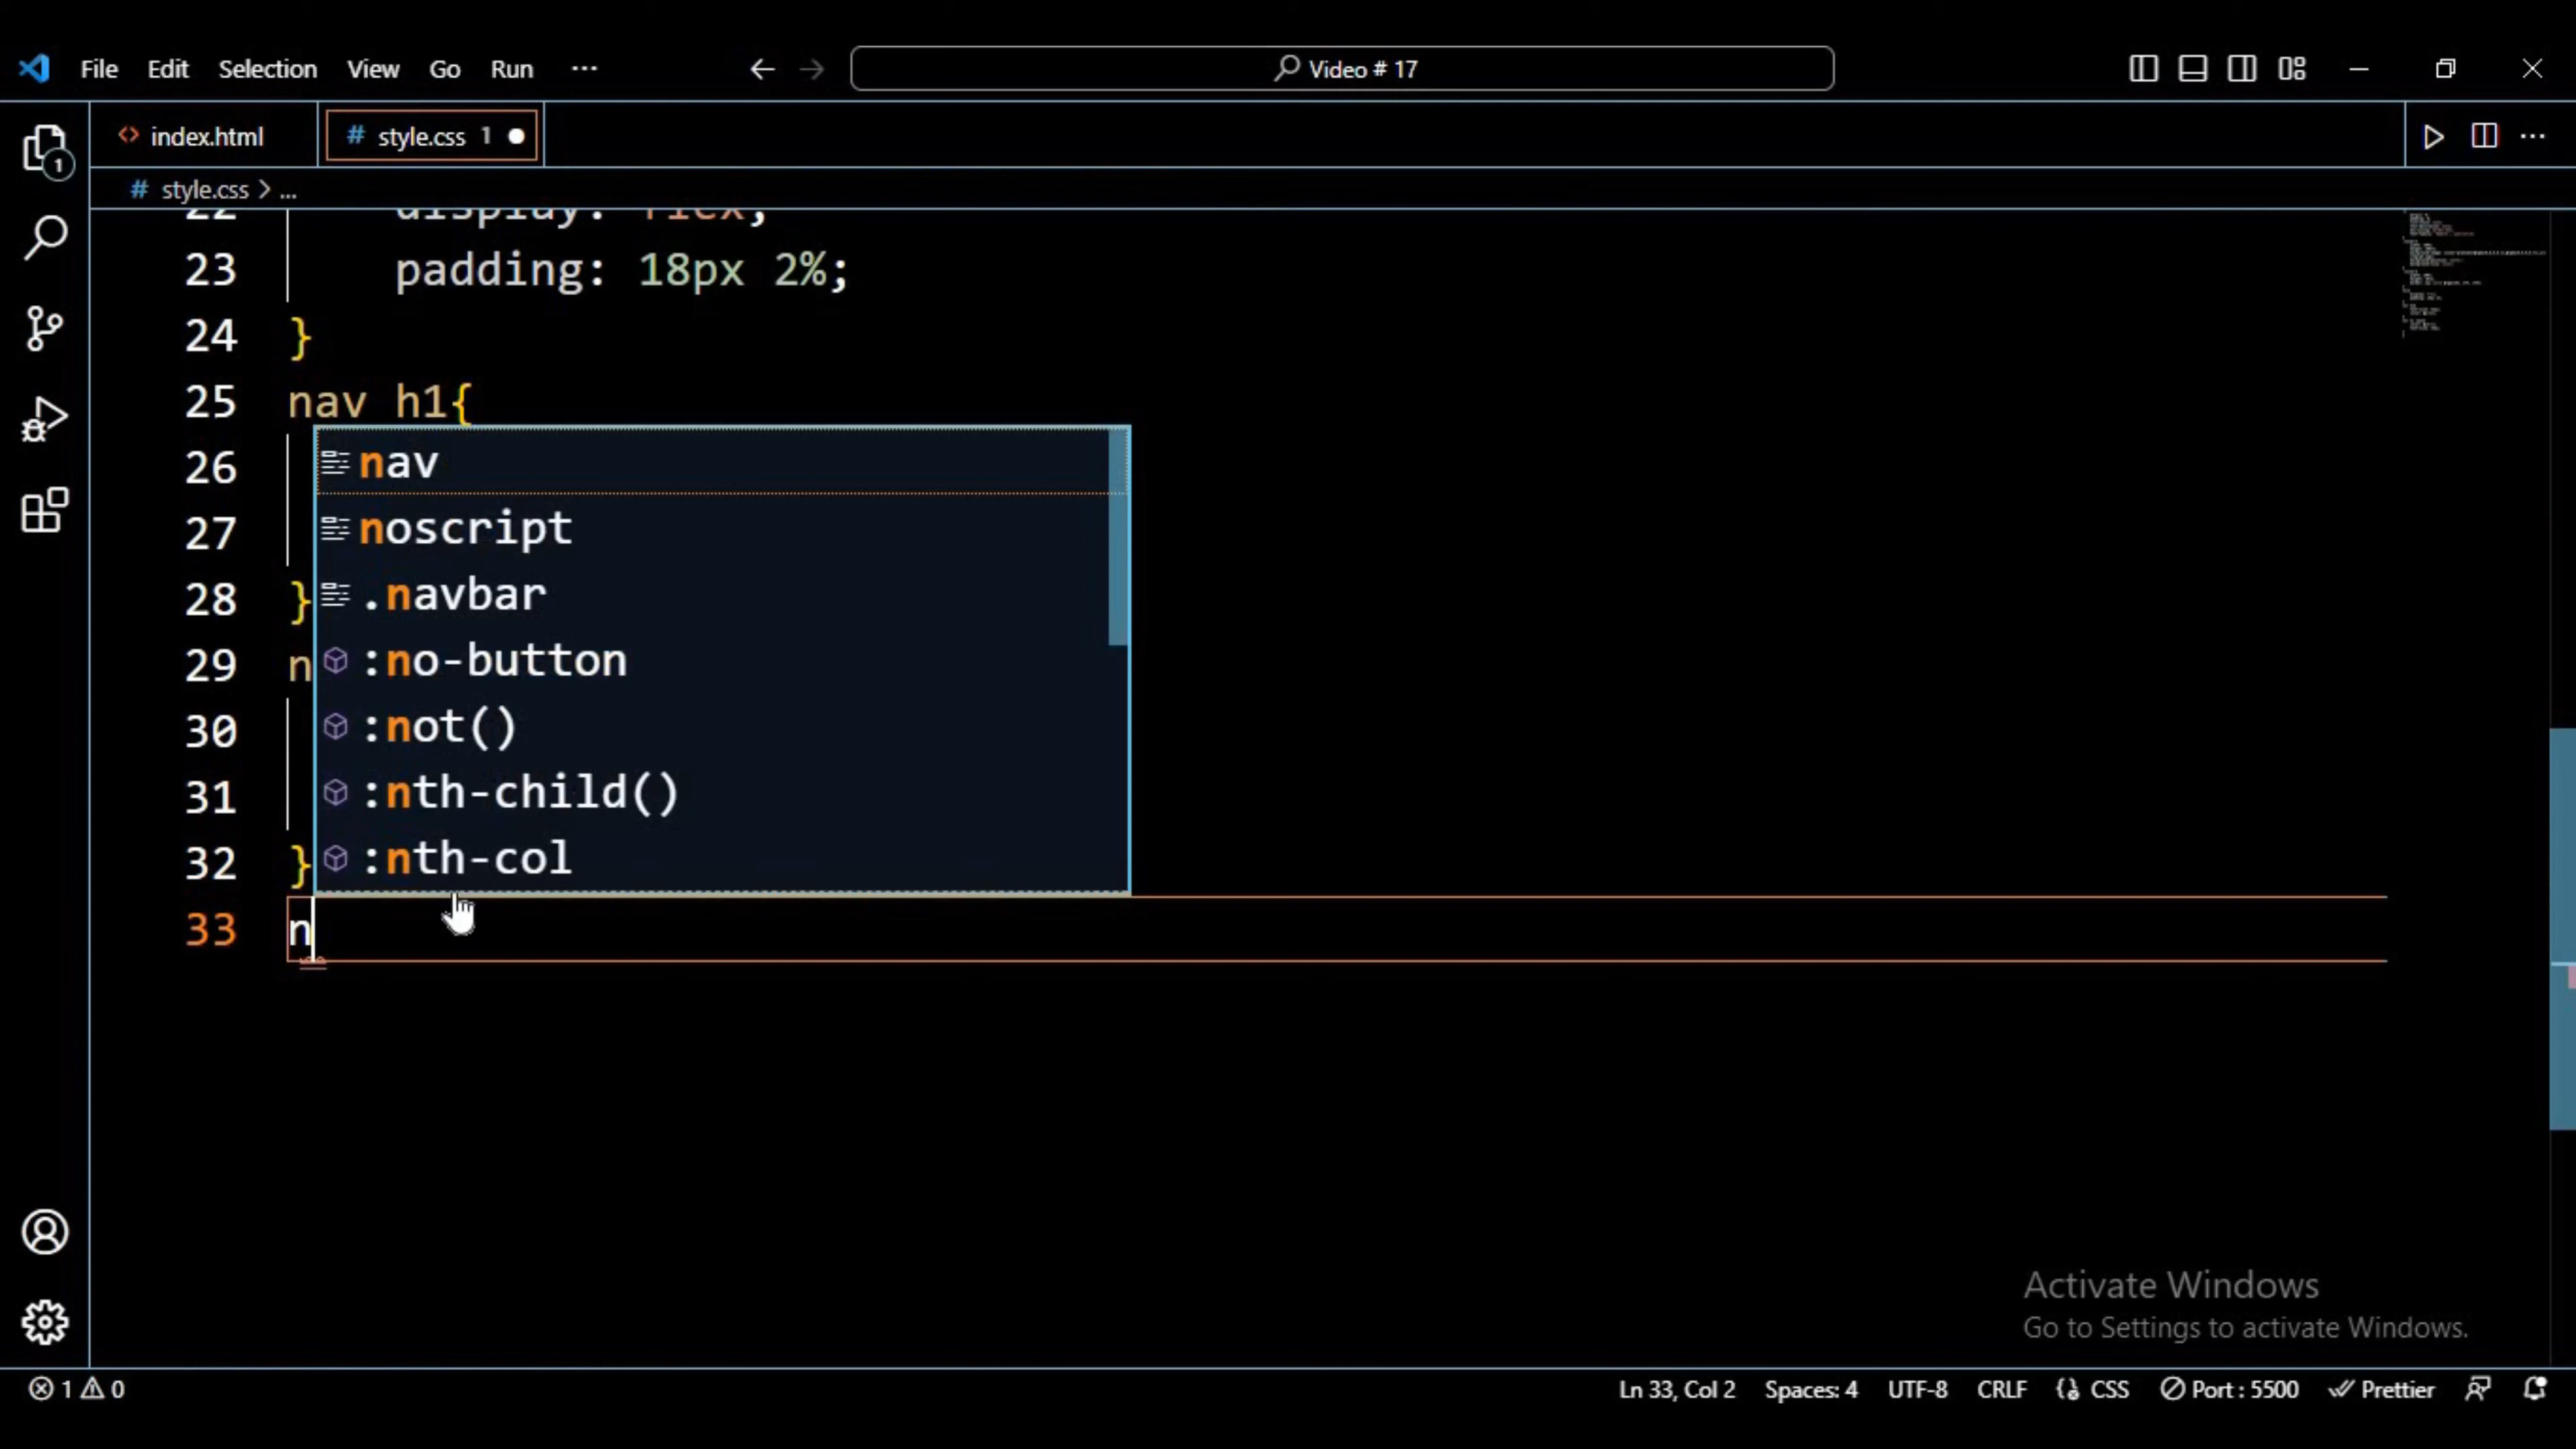 File Edit Selection View Go Run ... Video # 17
index.html # style.css 1
# style.css > ...
22 display: flex;
23 padding: 18px 2%;
24 }
25 nav h1{
26
27
28 }
29 n
30
31
32 }
33 n
nav
noscript
.navbar
:no-button
:not()
:nth-child()
:nth-col
Activate Windows
Go to Settings to activate Windows.
1 0 Ln 33, Col 2 Spaces: 4 UTF-8 CRLF CSS Port : 5500 Prettier